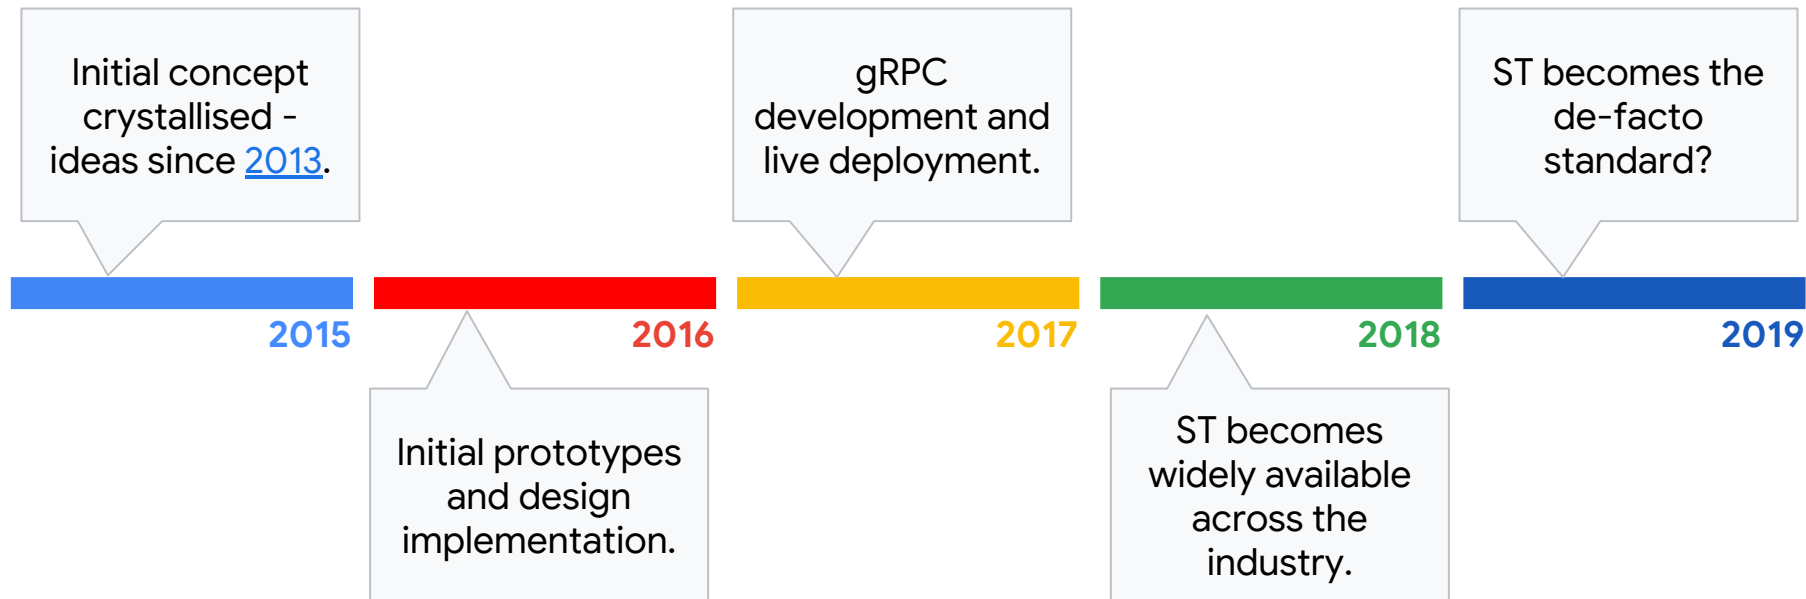 Initial concept
crystallised -
ideas since 2013.
gRPC
development and
live deployment.
ST becomes the
de-facto
standard?
2015
2016
2017
2018
2019
Initial prototypes
and design
implementation.
ST becomes
widely available
across the
industry.